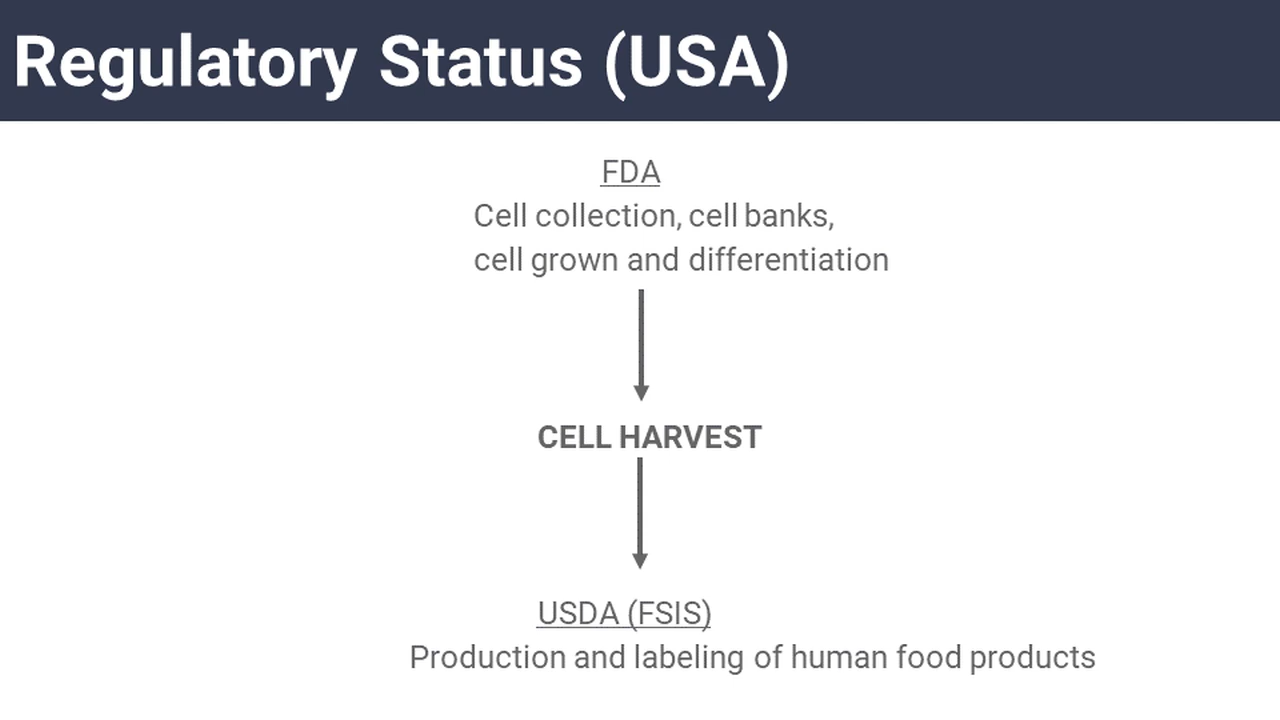 Regulatory Status (USA)
FDA
Cell collection, cell banks,
cell grown and differentiation
CELL HARVEST
USDA (FSIS)
Production and labeling of human food products